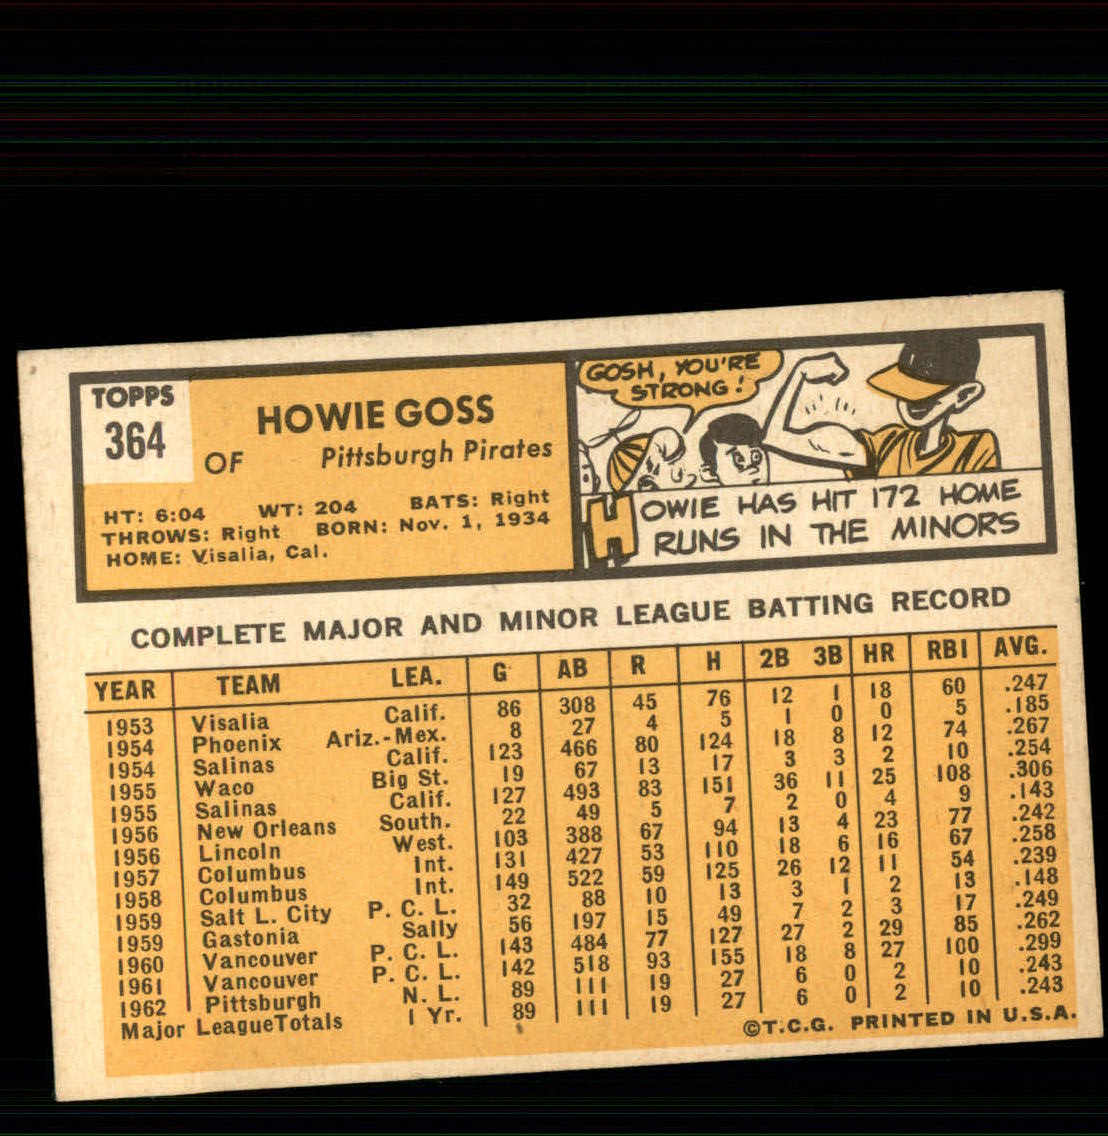 TOPPS
364
HOWIE GOSS
OF Pittsburgh Pirates
HT: 6:04 WT: 204 BATS: Right
THROWS: Right BORN: Nov. 1, 1934
HOME: Visalia, Cal.
GOSH, YOU'RE
STRONG!
HOWIE HAS HIT 172 HOME
RUNS IN THE MINORS
COMPLETE MAJOR AND MINOR LEAGUE BATTING RECORD
YEAR TEAM LEA. G AB R H 2B 3B HR RBI AVG.
1953 Visalia Calif. 86 308 45 76 12 1 18 60 .247
1954 Phoenix Ariz.-Mex. 8 27 4 5 1 0 0 5 .185
1954 Salinas Calif. 123 466 80 124 18 8 12 74 .267
1955 Waco Big St. 19 67 13 17 3 3 2 10 .254
1955 Salinas Calif. 127 493 83 151 36 11 25 108 .306
1956 New Orleans South. 22 49 5 7 2 0 4 9 .143
1956 Lincoln West. 103 388 67 94 13 4 23 77 .242
1957 Columbus Int. 131 427 53 110 18 6 16 67 .258
1958 Columbus Int. 149 522 59 125 26 12 11 54 .239
1959 Salt L. City P. C. L. 32 88 10 13 3 1 2 13 .148
1959 Gastonia Sally 56 197 15 49 7 2 3 17 .249
1960 Vancouver P. C. L. 143 484 77 127 27 2 29 85 .262
1961 Vancouver P. C. L. 142 518 93 155 18 8 27 100 .299
1962 Pittsburgh N. L. 89 111 19 27 6 0 2 10 .243
Major League Totals 1 Yr. 89 111 19 27 6 0 2 10 .243
©T.C.G. PRINTED IN U.S.A.